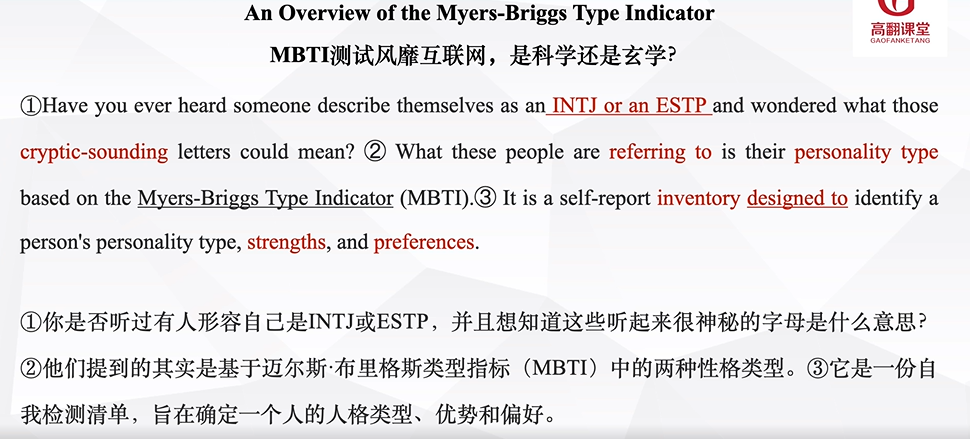 An Overview of the Myers-Briggs Type Indicator
高翻课堂
GAOFANKETANG
MBTI测试风靡互联网，是科学还是玄学?
①Have you ever heard someone describe themselves as an INTJ or an ESTP and wondered what those
cryptic-sounding letters could mean? ② What these people are referring to is their personality type
based on the Myers-Briggs Type Indicator (MBTI).③ It is a self-report inventory designed to identify a
person's personality type, strengths, and preferences.
①你是否听过有人形容自己是INTJ或ESTP，并且想知道这些听起来很神秘的字母是什么意思?
②他们提到的其实是基于迈尔斯·布里格斯类型指标（MBTI）中的两种性格类型。③它是一份自
我检测清单，旨在确定一个人的人格类型、优势和偏好。